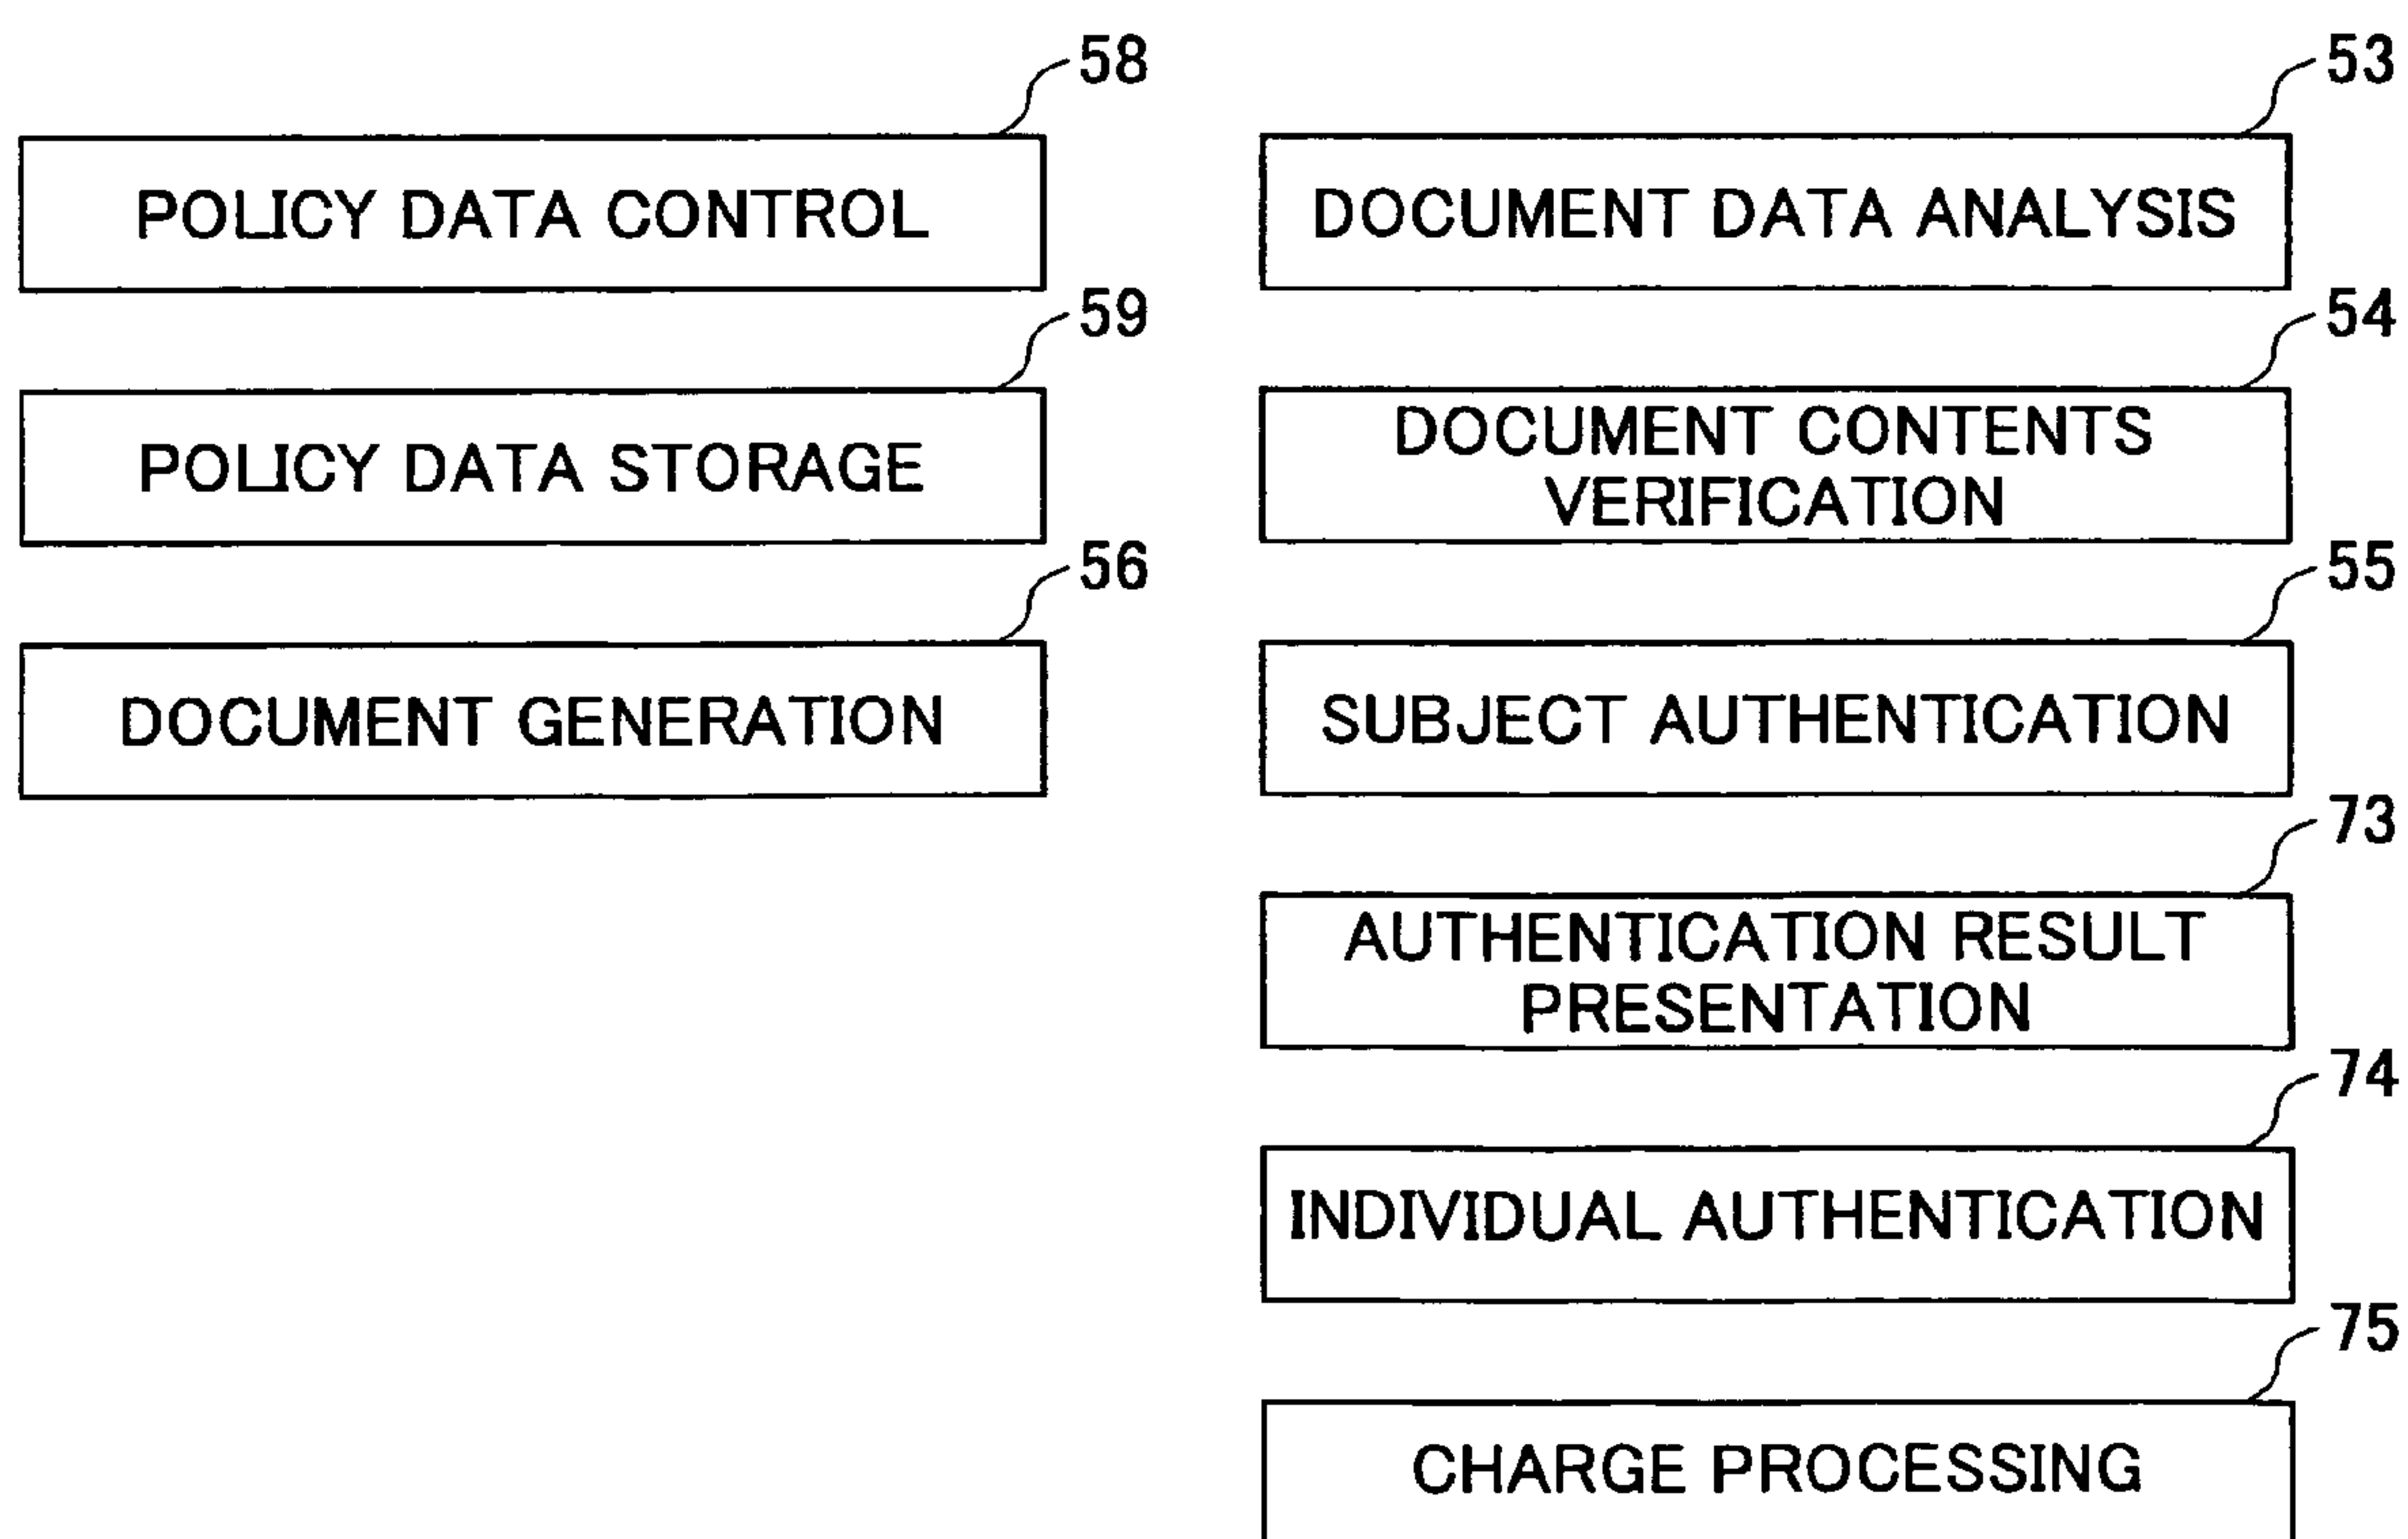 58
POLICY DATA CONTROL
59
POLICY DATA STORAGE
56
DOCUMENT GENERATION
53
DOCUMENT DATA ANALYSIS
54
DOCUMENT CONTENTS
VERIFICATION
55
SUBJECT AUTHENTICATION
73
AUTHENTICATION RESULT
PRESENTATION
74
INDIVIDUAL AUTHENTICATION
75
CHARGE PROCESSING